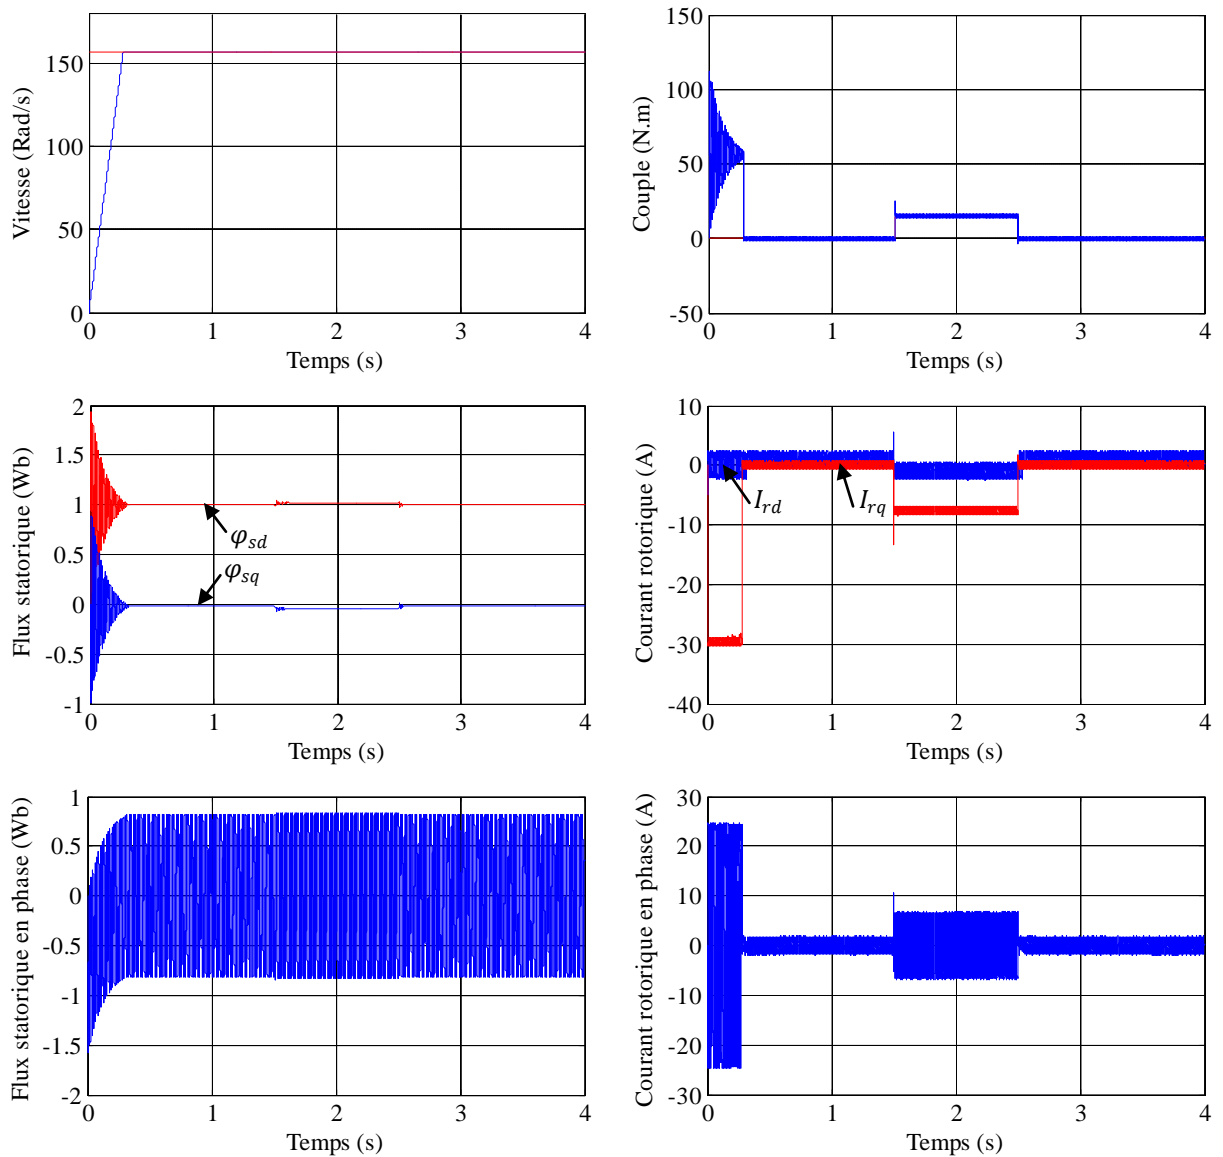 Vitesse (Rad/s)
150
100
50
0
0 1 2 3 4
Temps (s)
Couple (N.m)
150
100
50
0
-50
0 1 2 3 4
Temps (s)
Flux statorique (Wb)
2
1.5
1
0.5
0
-0.5
-1
φsd
φsq
0 1 2 3 4
Temps (s)
Courant rotorique (A)
10
0
-10
-20
-30
-40
Ird
Irq
0 1 2 3 4
Temps (s)
Flux statorique en phase (Wb)
1
0.5
0
-0.5
-1
-1.5
-2
0 1 2 3 4
Temps (s)
Courant rotorique en phase (A)
30
20
10
0
-10
-20
-30
0 1 2 3 4
Temps (s)